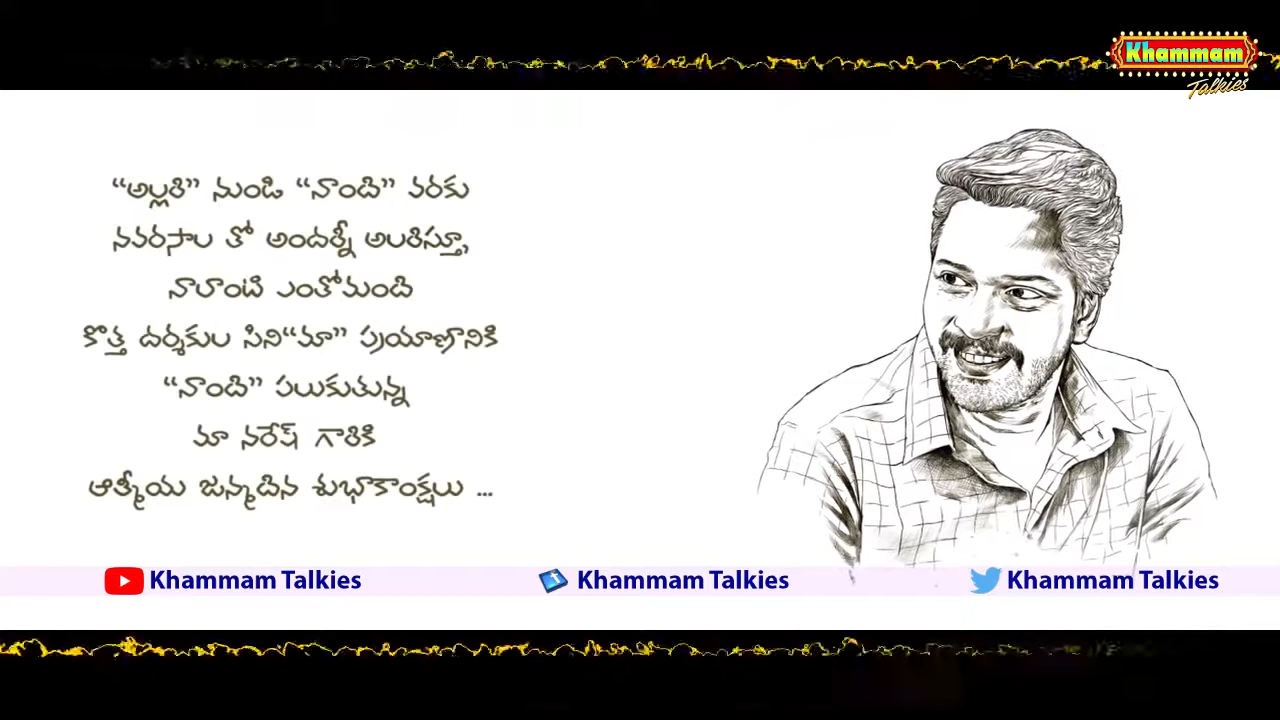 Khammam
Talkies
“అల్లరి” నుండి “నాంది” వరకు
నవరసాల తో అందర్నీ అలరిస్తూ,
నాలాంటి ఎంతోమంది
కొత్త దర్శకుల సిని“మా” ప్రయాణానికి
“నాంది” పలుకుతున్న
మా నరేష్ గారికి
ఆత్మీయ జన్మదిన శుభాకాంక్షలు ...
Khammam Talkies
Khammam Talkies
Khammam Talkies